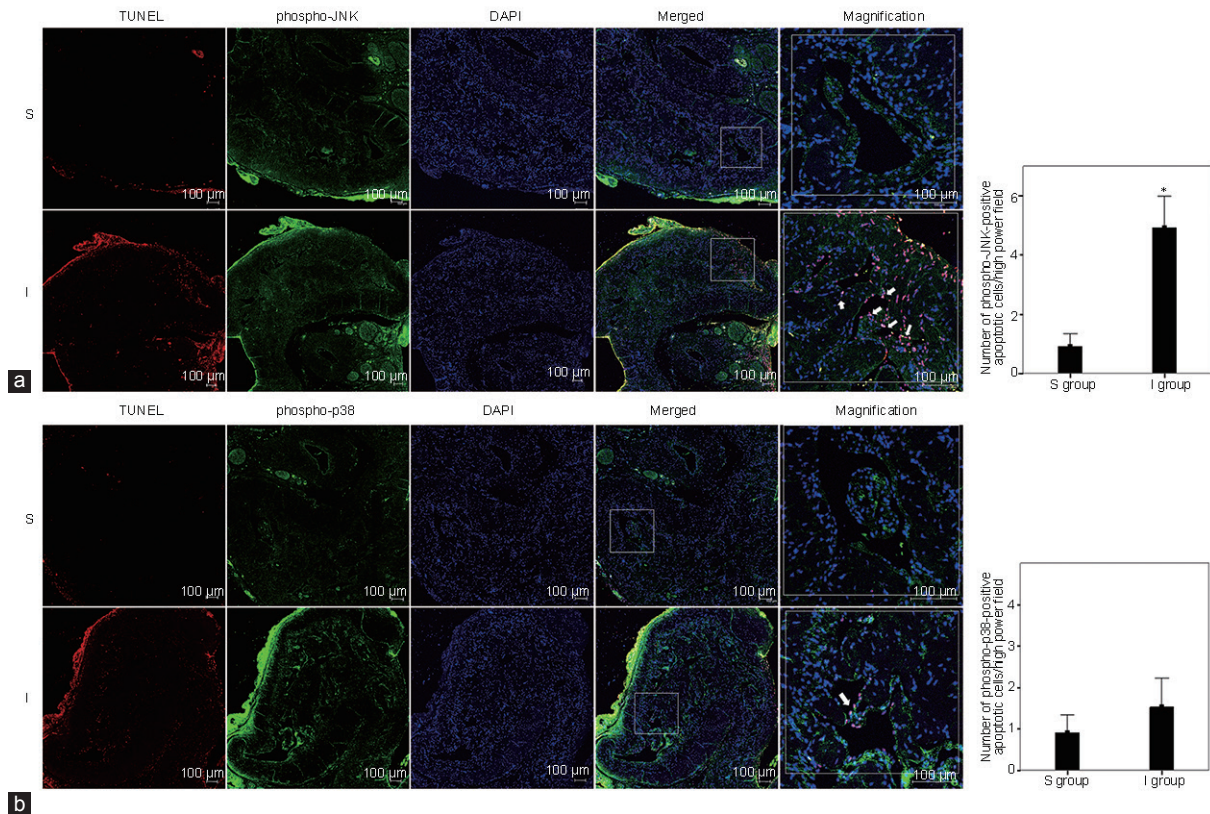 TUNEL phospho-JNK DAPI Merged Magnification
S
100 µm 100 µm 100 µm 100 µm 100 µm
I
100 µm 100 µm 100 µm 100 µm 100 µm
a
Number of phospho-JNK-positive
apoptotic cells/high power field
6
4
2
0
*
S group I group
TUNEL phospho-p38 DAPI Merged Magnification
S
100 µm 100 µm 100 µm 100 µm 100 µm
I
100 µm 100 µm 100 µm 100 µm 100 µm
b
Number of phospho-p38-positive
apoptotic cells/high power field
4
3
2
1
0
S group I group